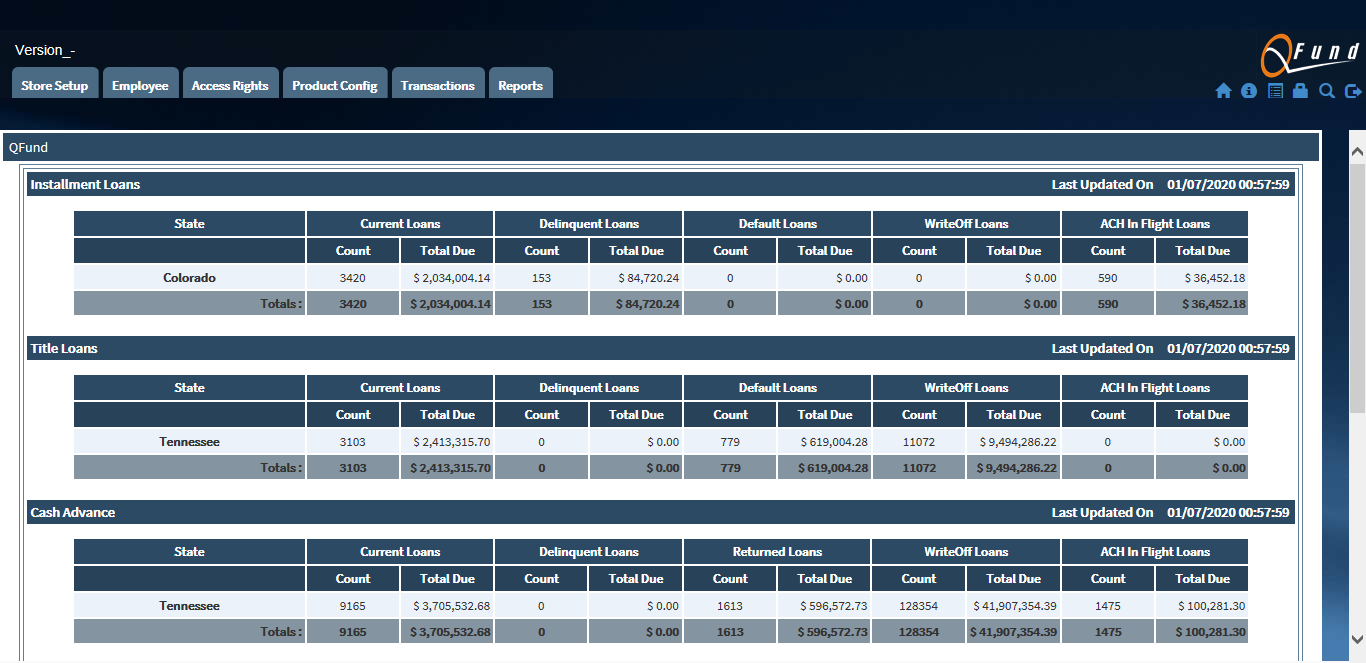 Version_-
QFund
Store Setup Employee Access Rights Product Config Transactions Reports
QFund
Installment Loans Last Updated On 01/07/2020 00:57:59
State Current Loans Delinquent Loans Default Loans WriteOff Loans ACH In Flight Loans
Count Total Due Count Total Due Count Total Due Count Total Due Count Total Due
Colorado 3420 $ 2,034,004.14 153 $ 84,720.24 0 $ 0.00 0 $ 0.00 590 $ 36,452.18
Totals : 3420 $ 2,034,004.14 153 $ 84,720.24 0 $ 0.00 0 $ 0.00 590 $ 36,452.18
Title Loans Last Updated On 01/07/2020 00:57:59
State Current Loans Delinquent Loans Default Loans WriteOff Loans ACH In Flight Loans
Count Total Due Count Total Due Count Total Due Count Total Due Count Total Due
Tennessee 3103 $ 2,413,315.70 0 $ 0.00 779 $ 619,004.28 11072 $ 9,494,286.22 0 $ 0.00
Totals : 3103 $ 2,413,315.70 0 $ 0.00 779 $ 619,004.28 11072 $ 9,494,286.22 0 $ 0.00
Cash Advance Last Updated On 01/07/2020 00:57:59
State Current Loans Delinquent Loans Returned Loans WriteOff Loans ACH In Flight Loans
Count Total Due Count Total Due Count Total Due Count Total Due Count Total Due
Tennessee 9165 $ 3,705,532.68 0 $ 0.00 1613 $ 596,572.73 128354 $ 41,907,354.39 1475 $ 100,281.30
Totals : 9165 $ 3,705,532.68 0 $ 0.00 1613 $ 596,572.73 128354 $ 41,907,354.39 1475 $ 100,281.30